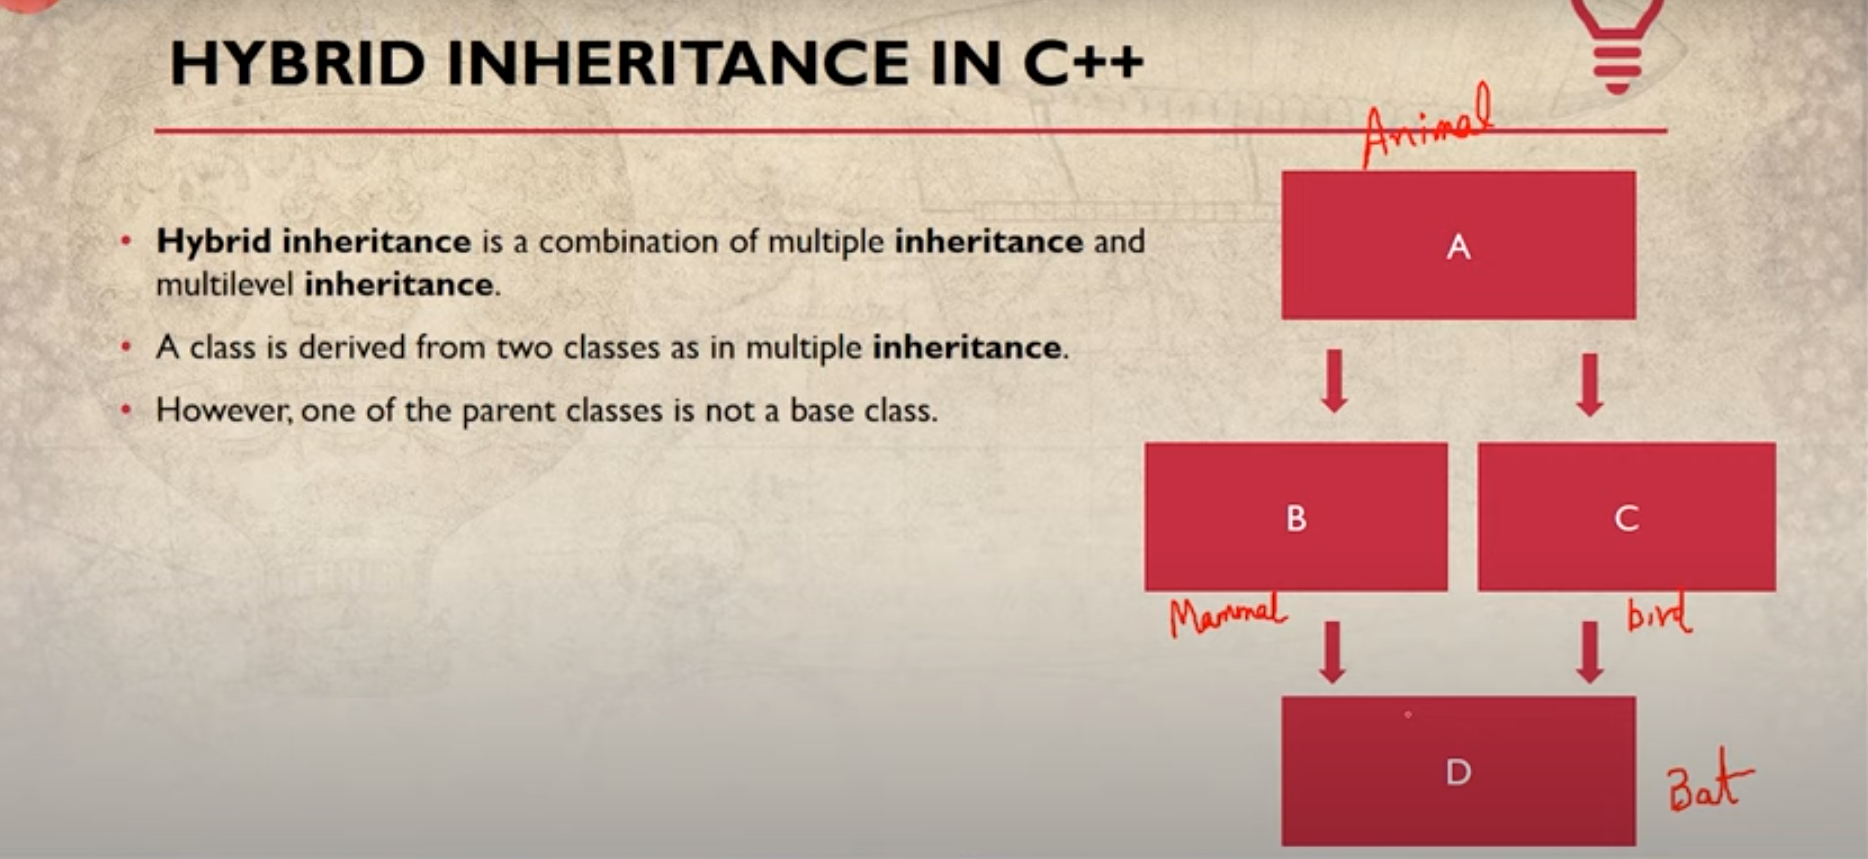 HYBRID INHERITANCE IN C++
Animal
A
• Hybrid inheritance is a combination of multiple inheritance and
multilevel inheritance.
• A class is derived from two classes as in multiple inheritance.
• However, one of the parent classes is not a base class.
B
C
Mammal
bird
D
Bat